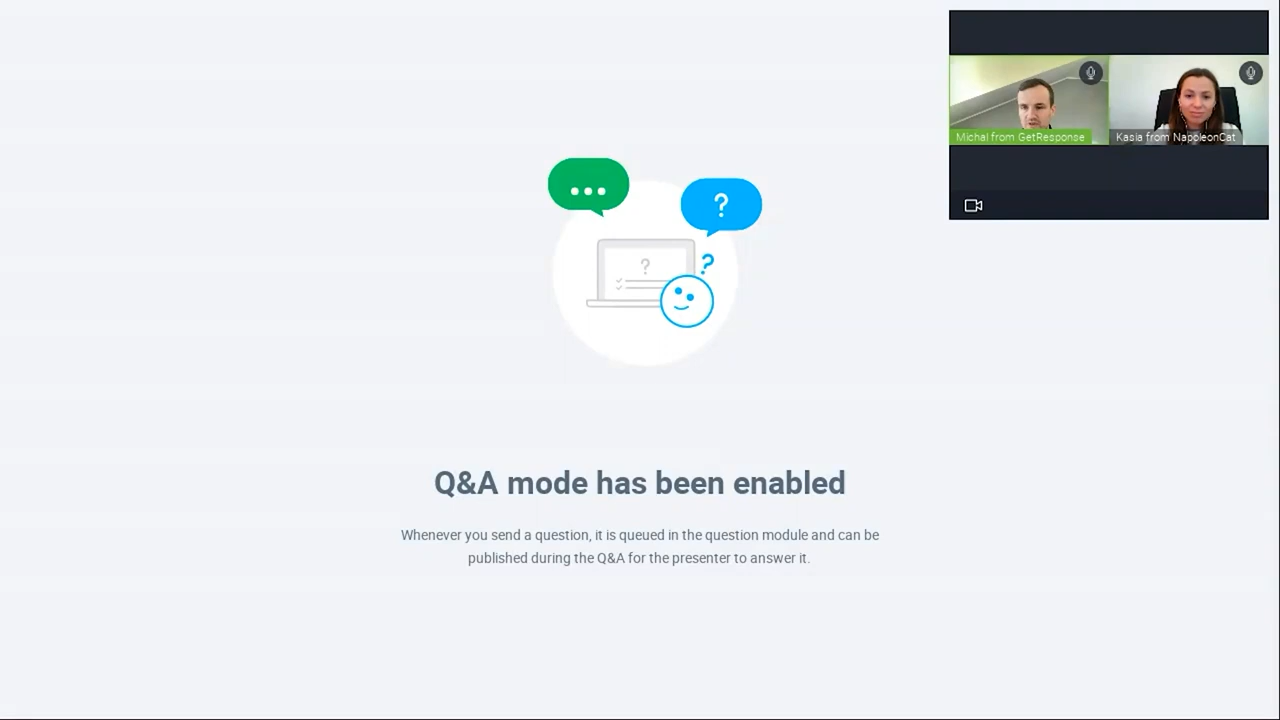 Michal from GetResponse
Kasia from NapoleonCat
...
?
?
?
Q&A mode has been enabled
Whenever you send a question, it is queued in the question module and can be
published during the Q&A for the presenter to answer it.